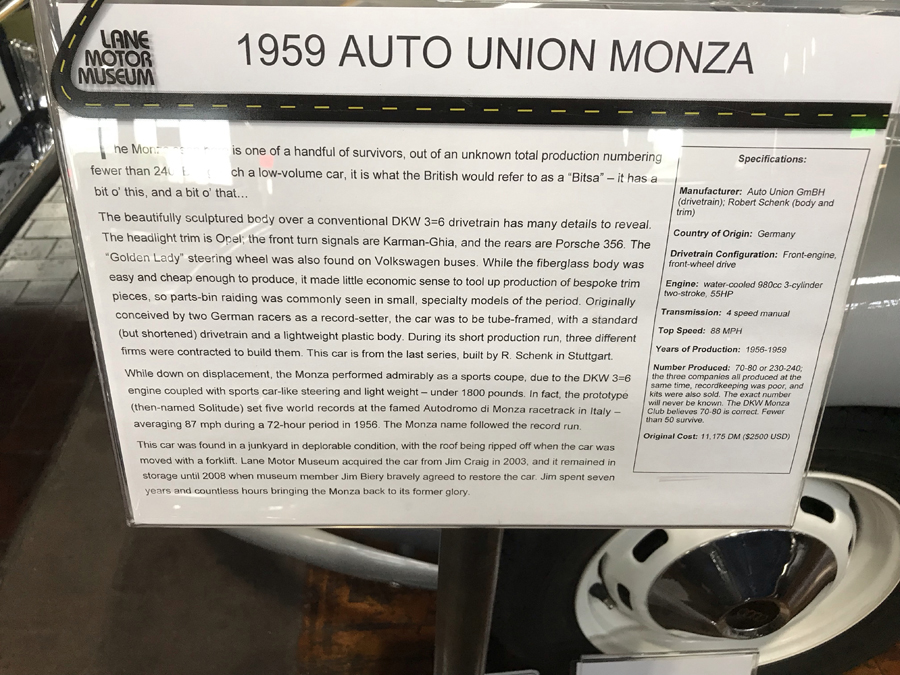 LANE
MOTOR
MUSEUM
1959 AUTO UNION MONZA
is one of a handful of survivors, out of an unknown total production numbering
fewer than a low-volume car, it is what the British would refer to as a “Bitsa” – it has a
bit o’ this, and a bit o’ that...
The beautifully sculptured body over a conventional DKW 3=6 drivetrain has many details to reveal.
The headlight trim is Opel; the front turn signals are Karman-Ghia, and the rears are Porsche 356. The
“Golden Lady” steering wheel was also found on Volkswagen buses. While the fiberglass body was
easy and cheap enough to produce, it made little economic sense to tool up production of bespoke trim
pieces, so parts-bin raiding was commonly seen in small, specialty models of the period. Originally
conceived by two German racers as a record-setter, the car was to be tube-framed, with a standard
(but shortened) drivetrain and a lightweight plastic body. During its short production run, three different
firms were contracted to build them. This car is from the last series, built by R. Schenk in Stuttgart.
While down on displacement, the Monza performed admirably as a sports coupe, due to the DKW 3=6
engine coupled with sports car-like steering and light weight – under 1800 pounds. In fact, the prototype
(then-named Solitude) set five world records at the famed Autodromo di Monza racetrack in Italy –
averaging 87 mph during a 72-hour period in 1956. The Monza name followed the record run.
This car was found in a junkyard in deplorable condition, with the roof being ripped off when the car was
moved with a forklift. Lane Motor Museum acquired the car from Jim Craig in 2003, and it remained in
storage until 2008 when museum member Jim Biery bravely agreed to restore the car. Jim spent seven
years and countless hours bringing the Monza back to its former glory.
Specifications:
Manufacturer: Auto Union GmBH
(drivetrain); Robert Schenk (body and
trim)
Country of Origin: Germany
Drivetrain Configuration: Front-engine,
front-wheel drive
Engine: water-cooled 980cc 3-cylinder
two-stroke, 55HP
Transmission: 4 speed manual
Top Speed: 88 MPH
Years of Production: 1956-1959
Number Produced: 70-80 or 230-240;
the three companies all produced at the
same time, recordkeeping was poor, and
kits were also sold. The exact number
will never be known. The DKW Monza
Club believes 70-80 is correct. Fewer
than 50 survive.
Original Cost: 11,175 DM ($2500 USD)